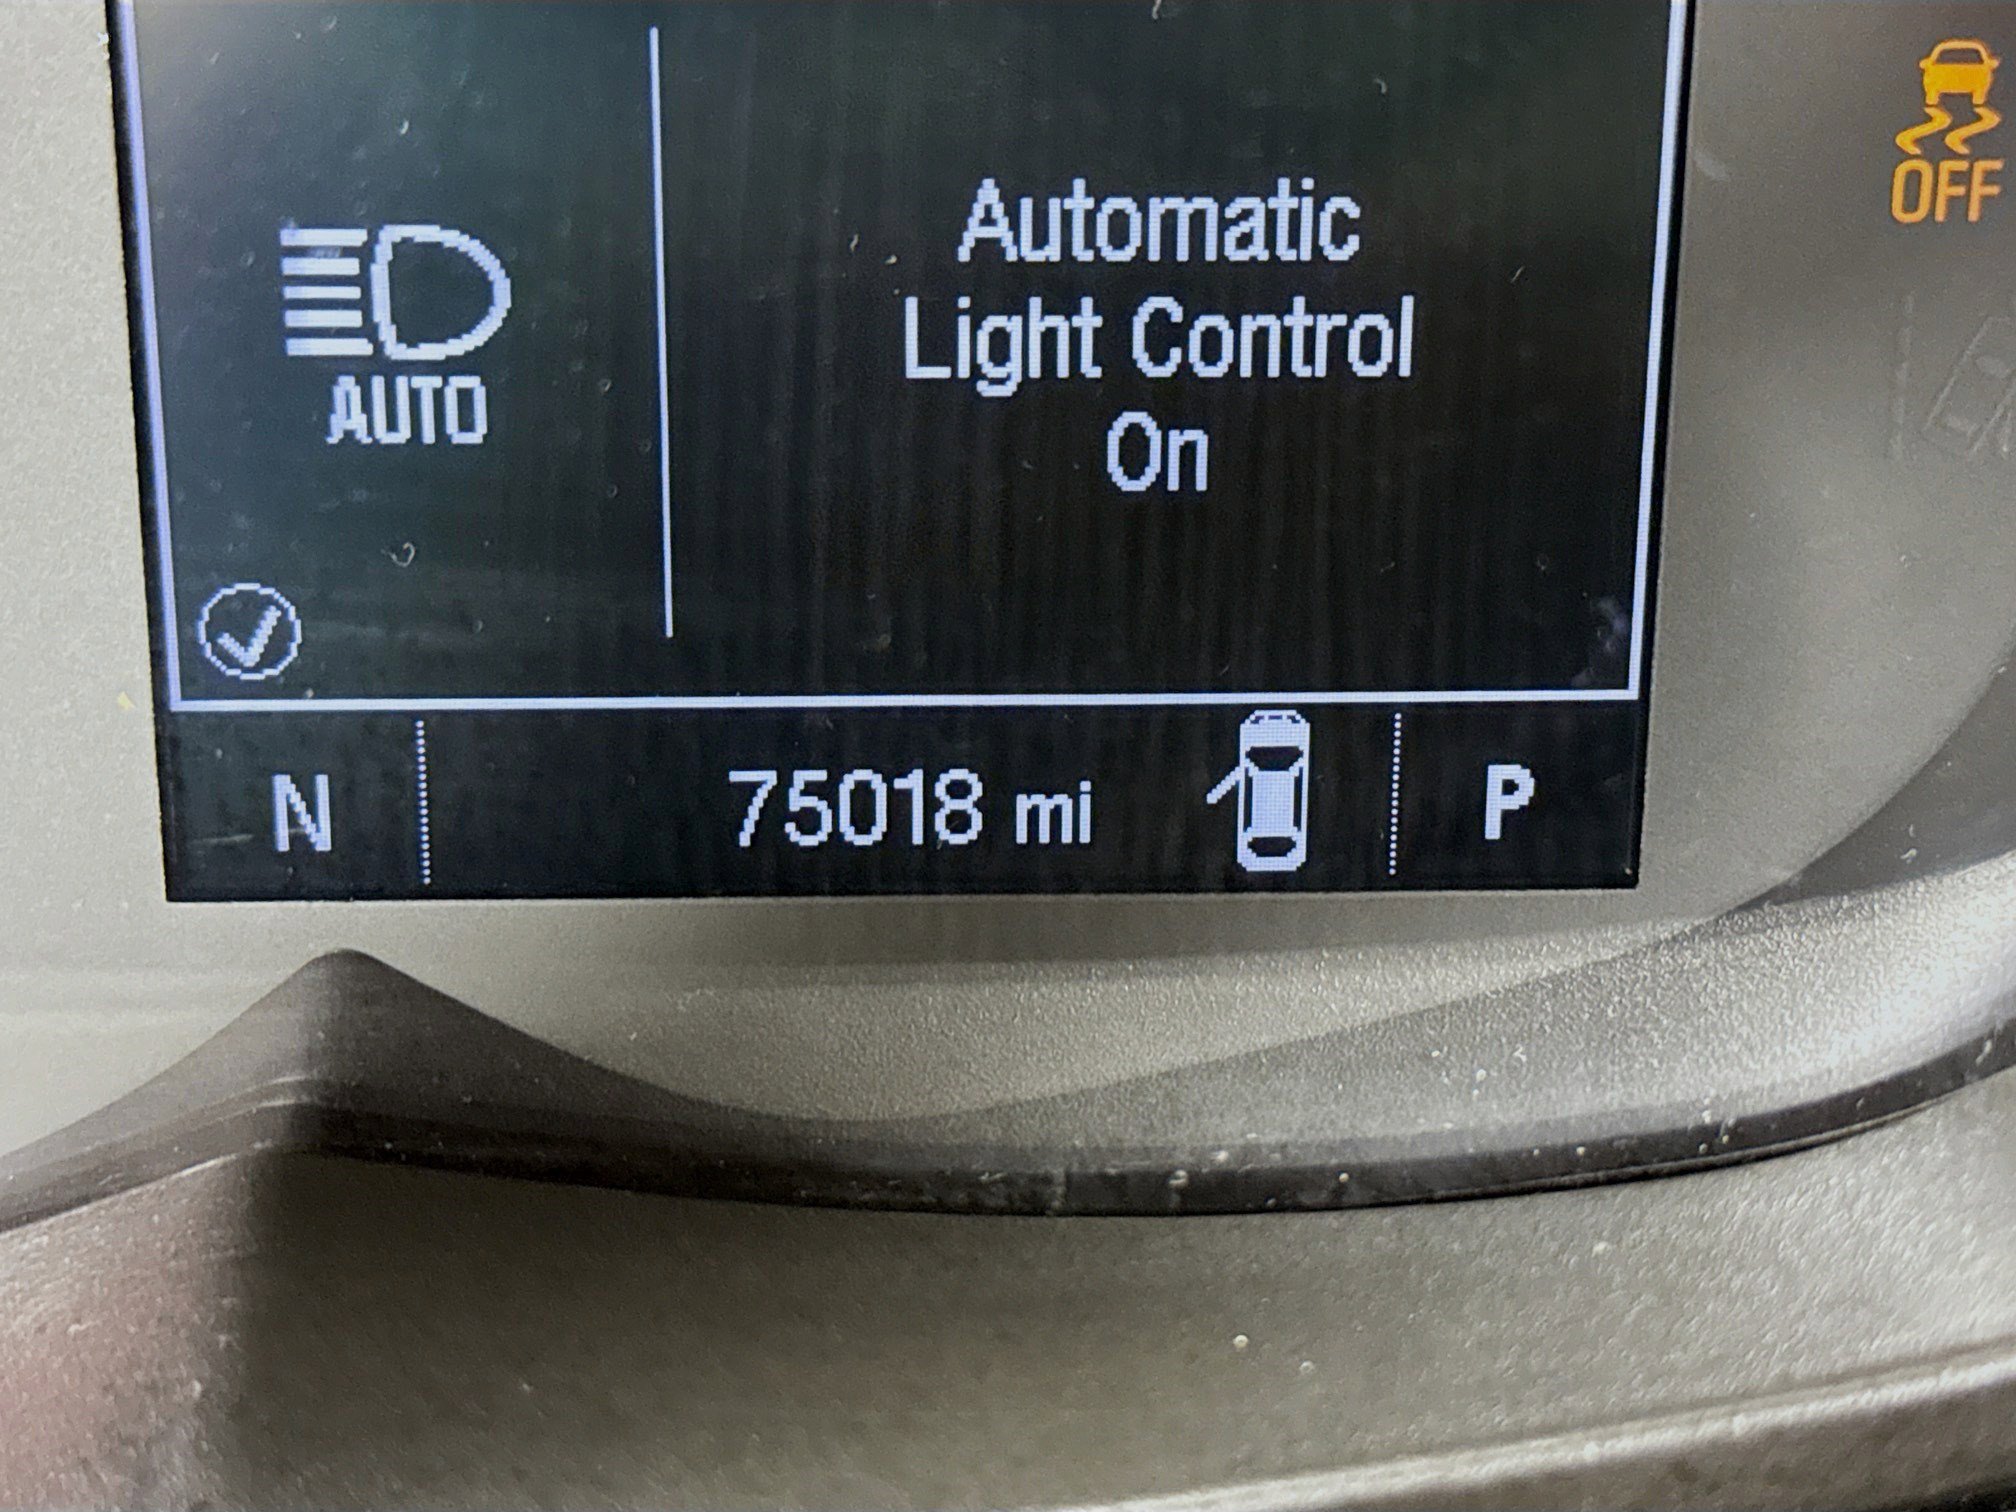 OFF
Automatic
Light Control
On
AUTO
N 75018 mi P